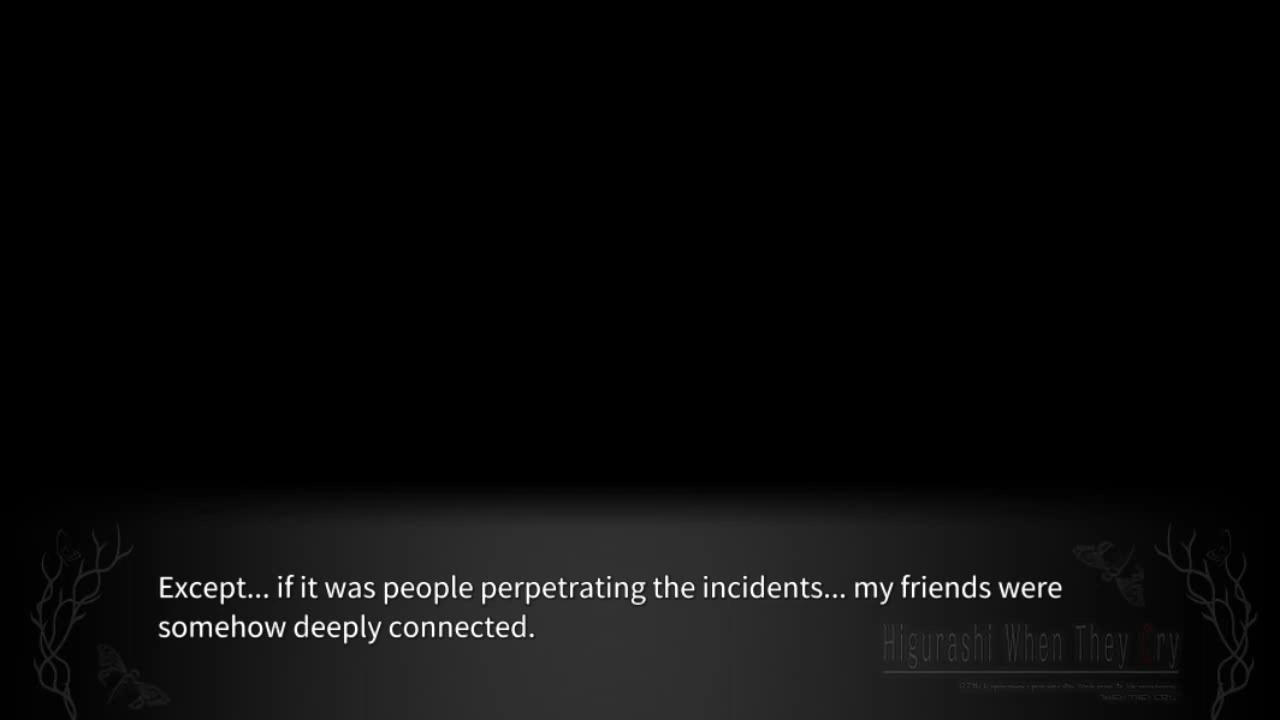 Except... if it was people perpetrating the incidents... my friends were
somehow deeply connected.
Higurashi When They Cry